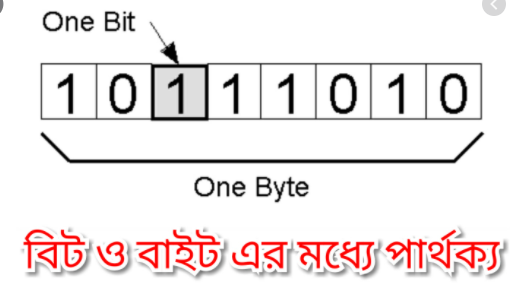 One Bit
1 0 1 1 1 0 1 0
One Byte
বিট ও বাইট এর মধ্যে পার্থক্য